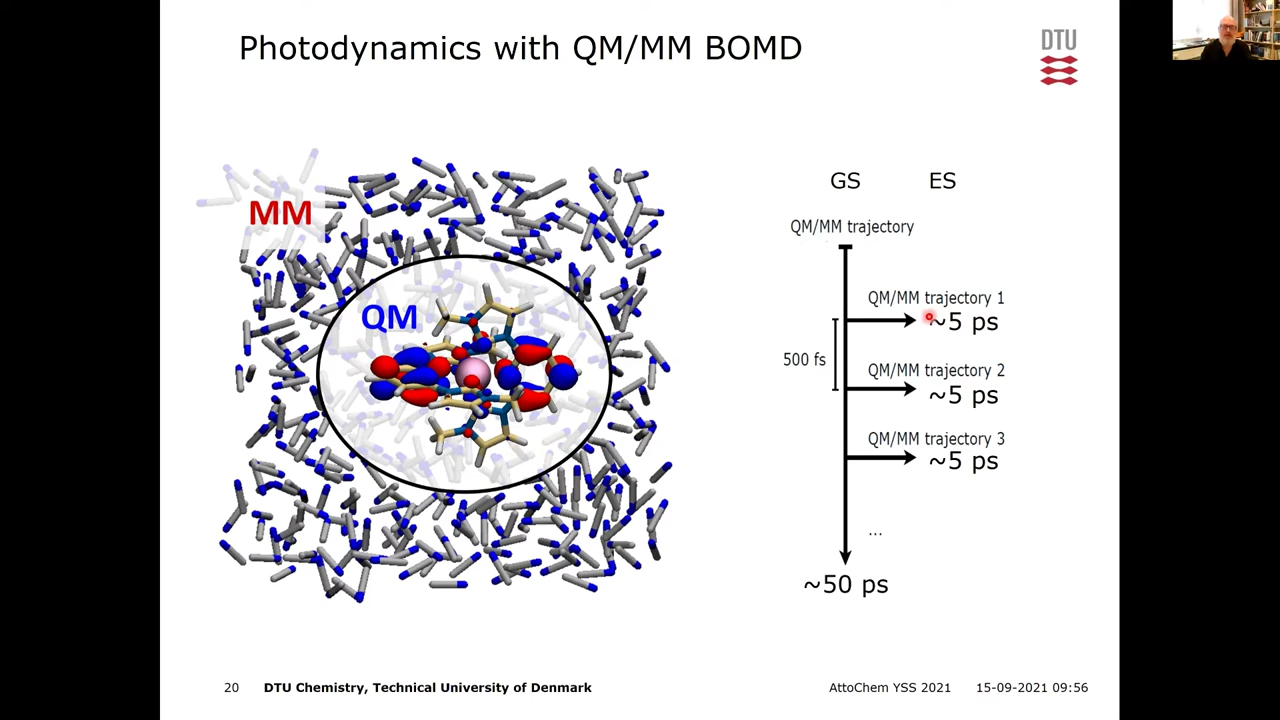 Photodynamics with QM/MM BOMD
DTU
MM
QM
GS ES
QM/MM trajectory
QM/MM trajectory 1
~5 ps
500 fs
QM/MM trajectory 2
~5 ps
QM/MM trajectory 3
~5 ps
...
~50 ps
20 DTU Chemistry, Technical University of Denmark AttoChem YSS 2021 15-09-2021 09:56